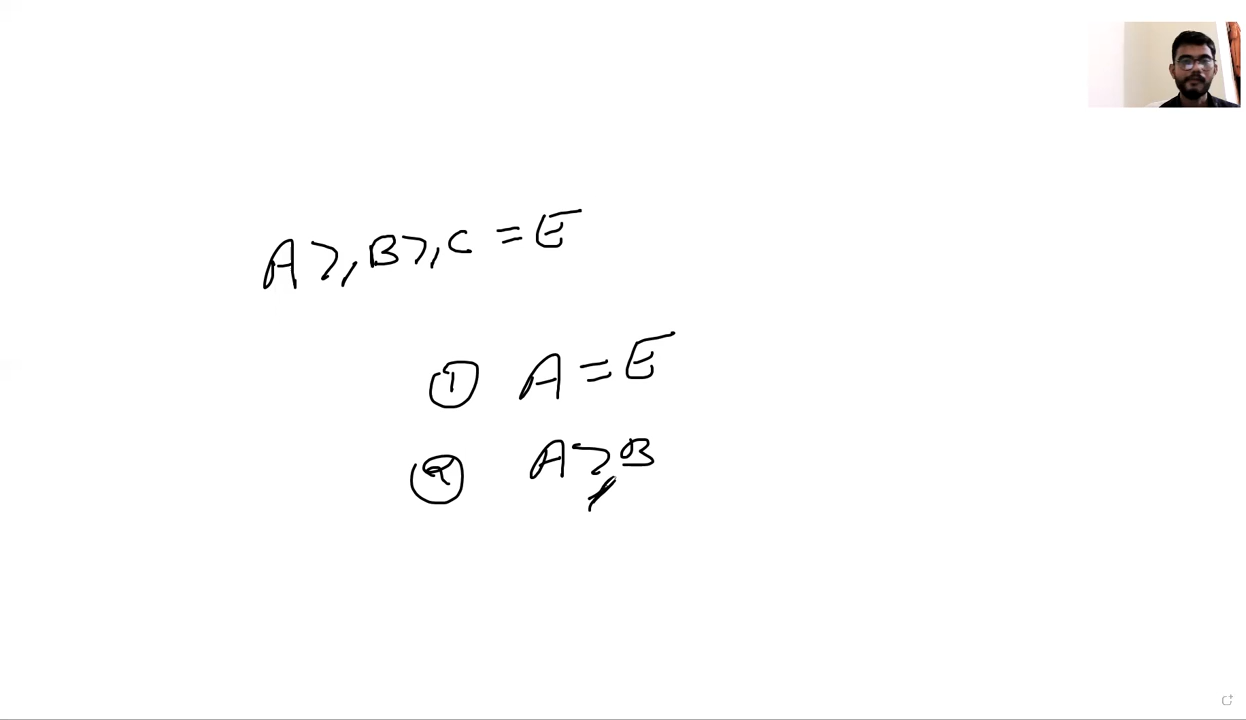 A ≥ B ≥ C = E
① A = E
② A ≥ B